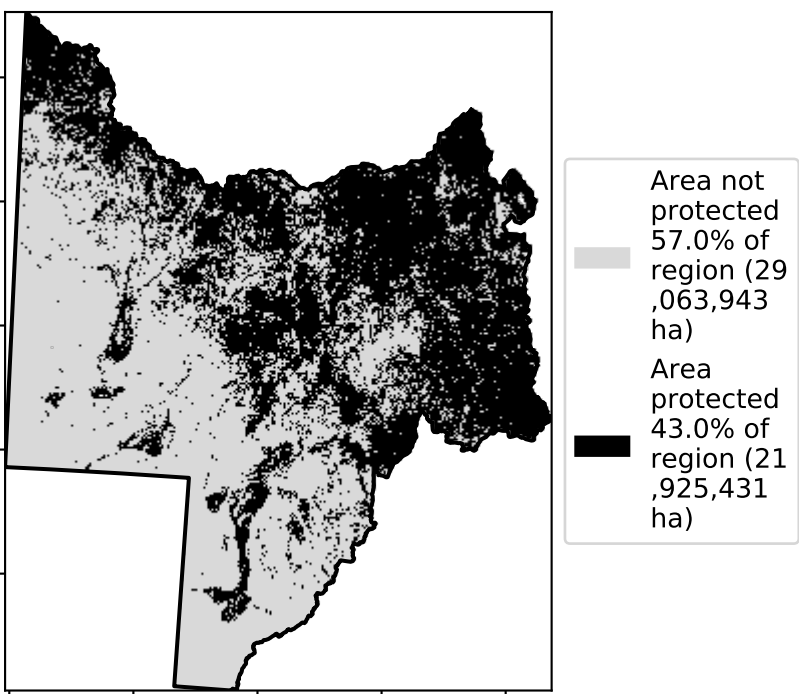 Area not
protected
57.0% of
region (29
,063,943
ha)
Area
protected
43.0% of
region (21
,925,431
ha)